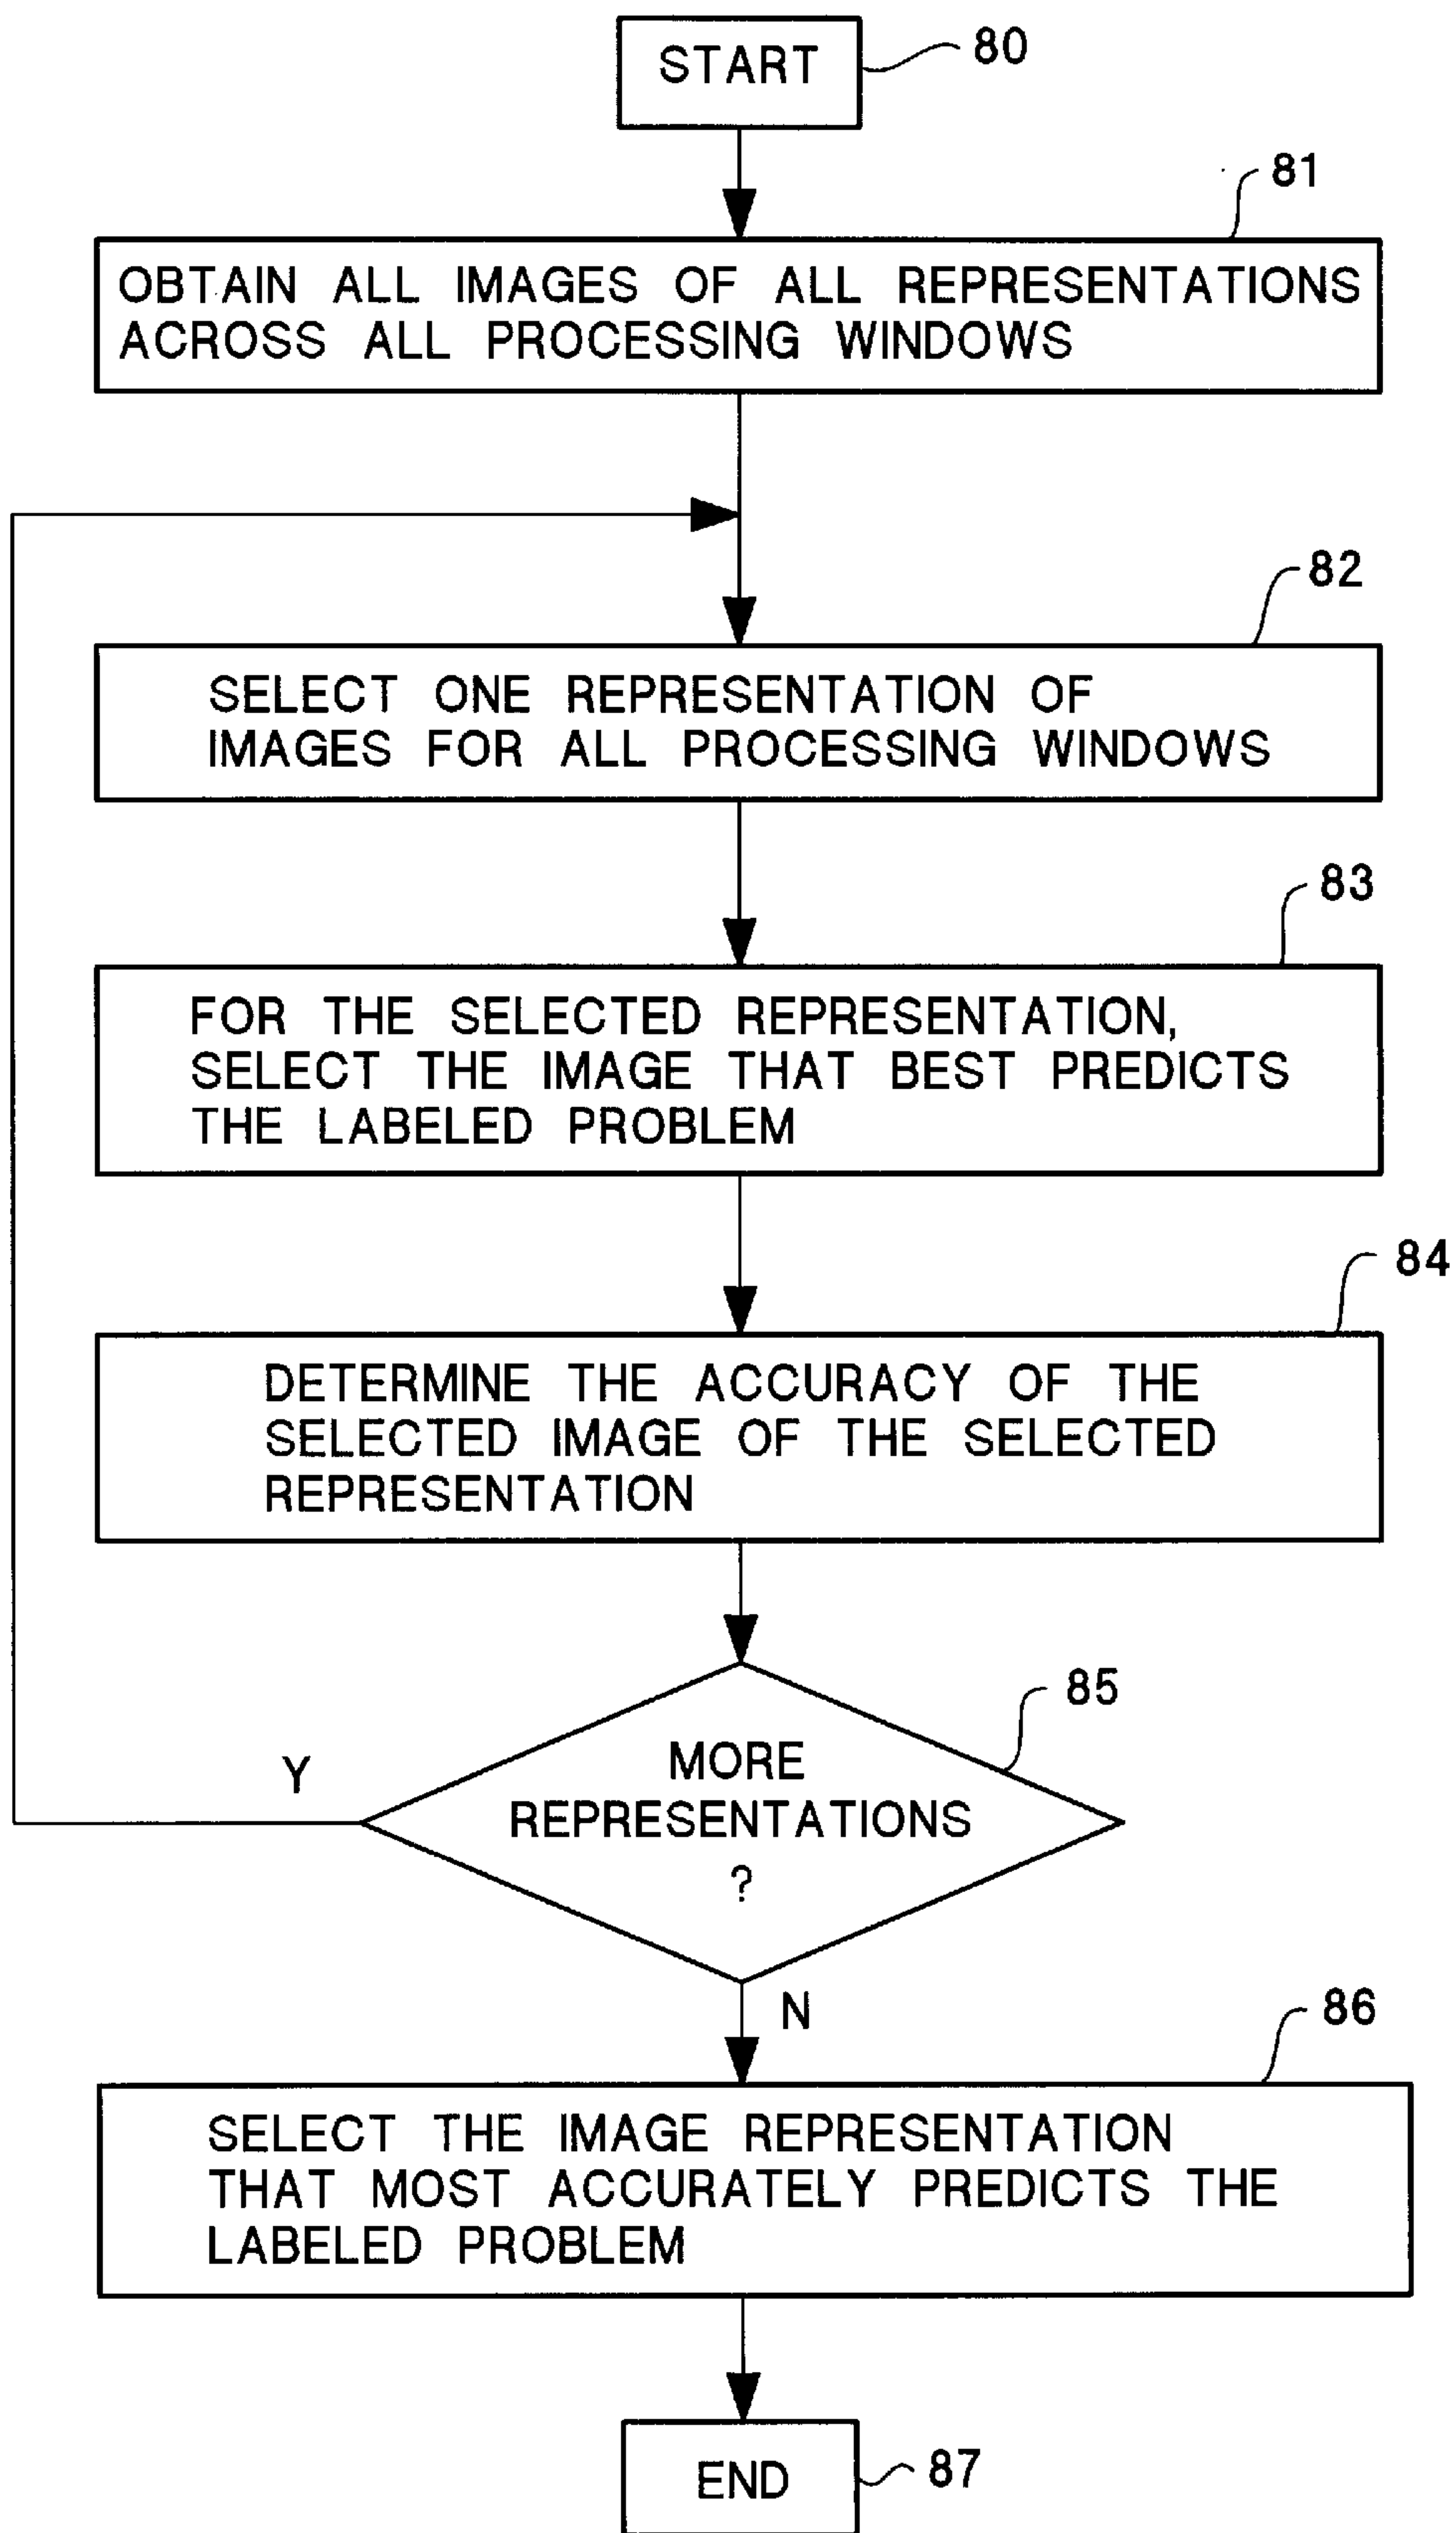 START
80
81
OBTAIN ALL IMAGES OF ALL REPRESENTATIONS
ACROSS ALL PROCESSING WINDOWS
82
SELECT ONE REPRESENTATION OF
IMAGES FOR ALL PROCESSING WINDOWS
83
FOR THE SELECTED REPRESENTATION,
SELECT THE IMAGE THAT BEST PREDICTS
THE LABELED PROBLEM
84
DETERMINE THE ACCURACY OF THE
SELECTED IMAGE OF THE SELECTED
REPRESENTATION
85
MORE
REPRESENTATIONS
?
Y
N
86
SELECT THE IMAGE REPRESENTATION
THAT MOST ACCURATELY PREDICTS THE
LABELED PROBLEM
END
87